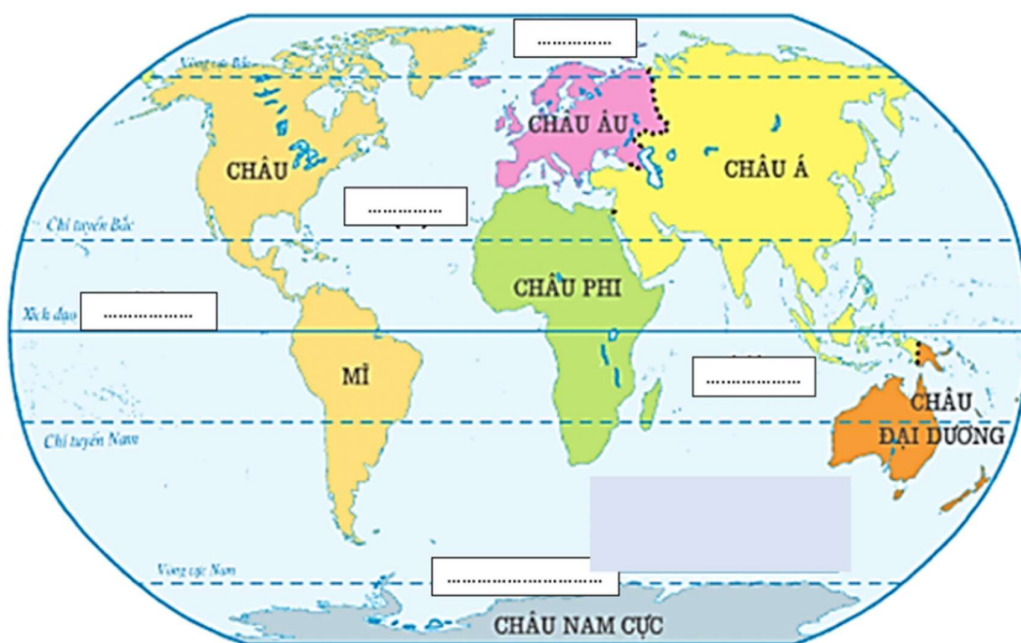 ……………
Vòng cực Bắc
CHÂU ÂU
CHÂU
CHÂU Á
……………
Chí tuyến Bắc
CHÂU PHI
………………
Xích đạo
MĨ
………………
CHÂU
ĐẠI DƯƠNG
Chí tuyến Nam
Vòng cực Nam
…………………………
CHÂU NAM CỰC